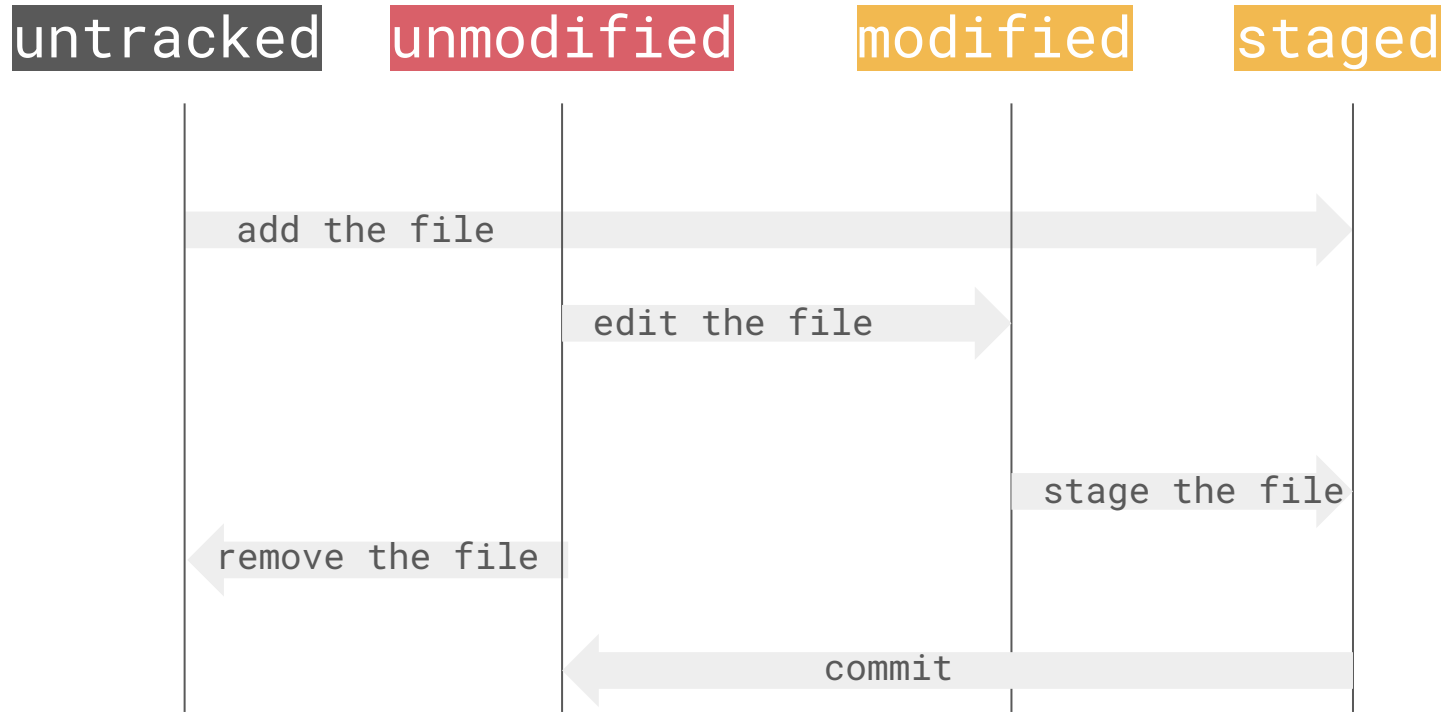 untracked unmodified modified staged
add the file
edit the file
stage the file
remove the file
commit